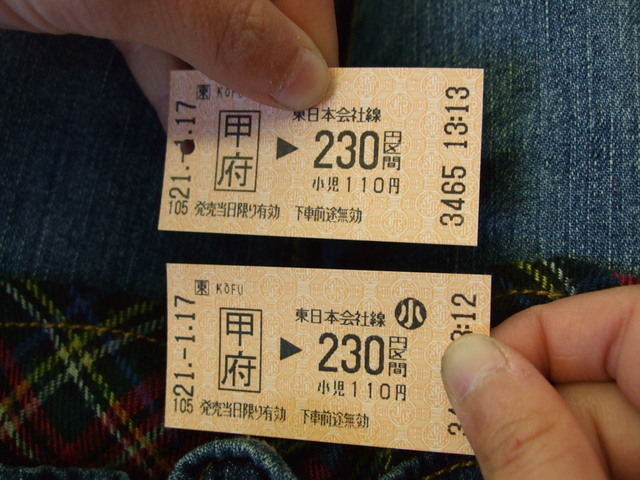 東 KŌFU
東日本会社線
甲府 ▶ 230円区間
小児110円
21.-1.17
105 発売当日限り有効 下車前途無効
3465 13:13
東 KŌFU
東日本会社線 小
甲府 ▶ 230円区間
小児110円
21.-1.17
105 発売当日限り有効 下車前途無効
:12